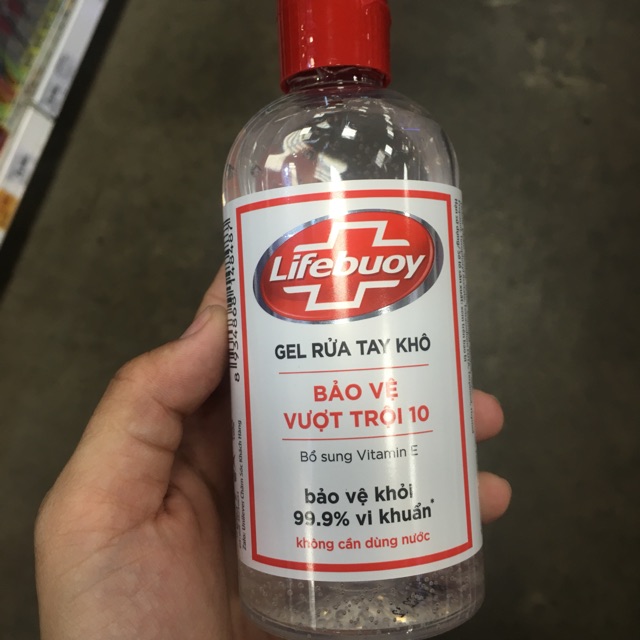 Lifebuoy
GEL RỬA TAY KHÔ
BẢO VỆ
VƯỢT TRỘI 10
Bổ sung Vitamin E
bảo vệ khỏi
99.9% vi khuẩn*
không cần dùng nước